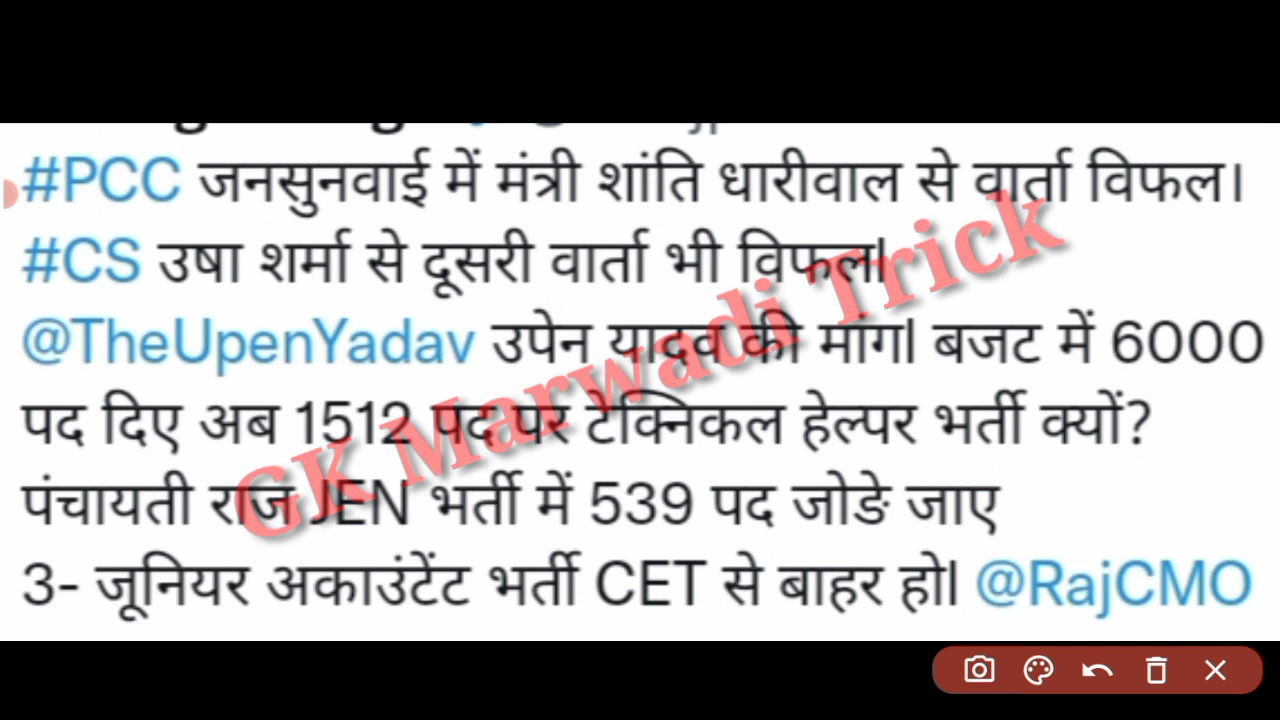 #PCC जनसुनवाई में मंत्री शांति धारीवाल से वार्ता विफल।
#CS उषा शर्मा से दूसरी वार्ता भी विफल।
@TheUpenYadav उपेन यादव की मांग। बजट में 6000
पद दिए अब 1512 पद पर टेक्निकल हेल्पर भर्ती क्यों?
पंचायती राज JEN भर्ती में 539 पद जोङे जाए
3- जूनियर अकाउंटेंट भर्ती CET से बाहर हो। @RajCMO
GK Marwadi Trick